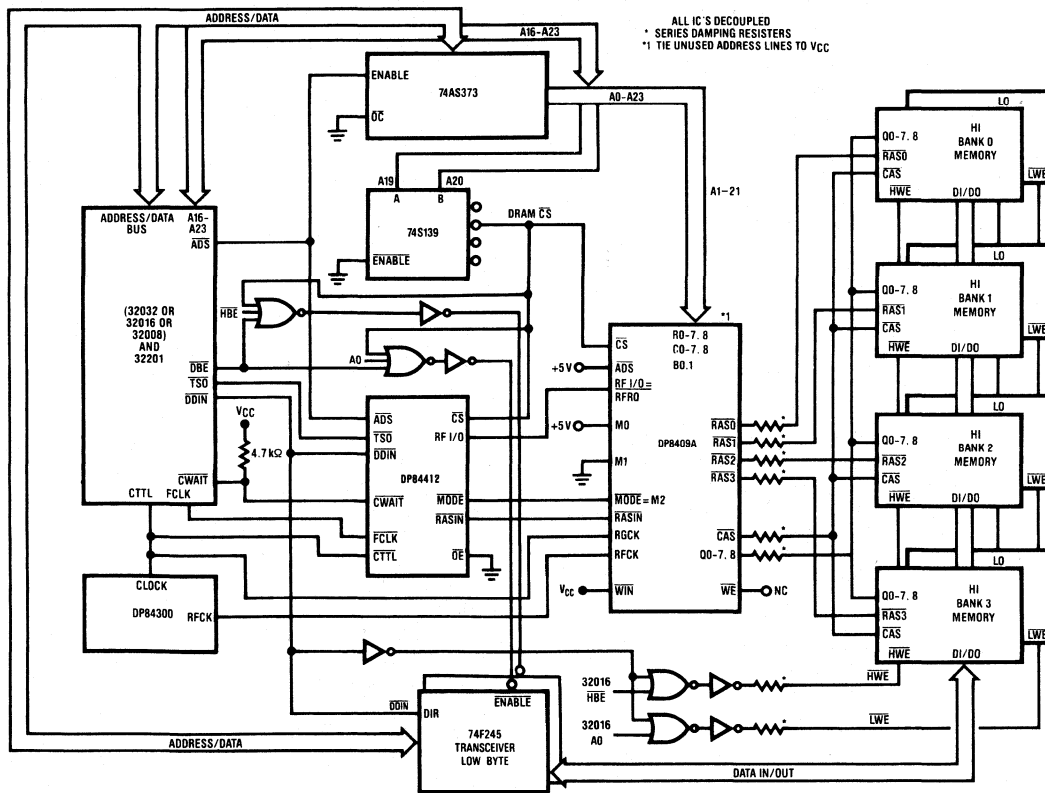 ADDRESS/DATA
A16-A23
ALL IC'S DECOUPLED
* SERIES DAMPING RESISTERS
*1 TIE UNUSED ADDRESS LINES TO VCC
ENABLE
74AS373
OC
A0-A23
A19
A20
A
B
74S139
ENABLE
DRAM CS
A1-21
ADDRESS/DATA
BUS
A16-
A23
ADS
(32032 OR
32016 OR
32008)
AND
32201
HBE
DBE
TSO
DDIN
CWAIT
CTTL
FCLK
VCC
4.7kΩ
A0
CLOCK
DP84300
RFCK
ADS
TSO
DDIN
CWAIT
FCLK
CTTL
CS
RF I/O
DP84412
MODE
RASIN
OE
*1
R0-7. 8
C0-7. 8
B0.1
CS
+5V
ADS
RF I/O=
RFRQ
+5V
M0
M1
DP8409A
MODE=M2
RASIN
RGCK
RFCK
VCC
WIN
RAS0
*
RAS1
*
RAS2
*
RAS3
*
CAS
*
Q0-7. 8
*
WE
NC
LO
HI
BANK 0
MEMORY
Q0-7. 8
RAS0
CAS
HWE
DI/DO
LWE
LO
HI
BANK 1
MEMORY
Q0-7. 8
RAS1
CAS
HWE
DI/DO
LWE
LO
HI
BANK 2
MEMORY
Q0-7. 8
RAS2
CAS
HWE
DI/DO
LWE
LO
HI
BANK 3
MEMORY
Q0-7. 8
RAS3
CAS
HWE
DI/DO
LWE
32016
HBE
*
HWE
32016
A0
*
LWE
DDIN
DIR
ENABLE
74F245
TRANSCEIVER
LOW BYTE
ADDRESS/DATA
DATA IN/OUT